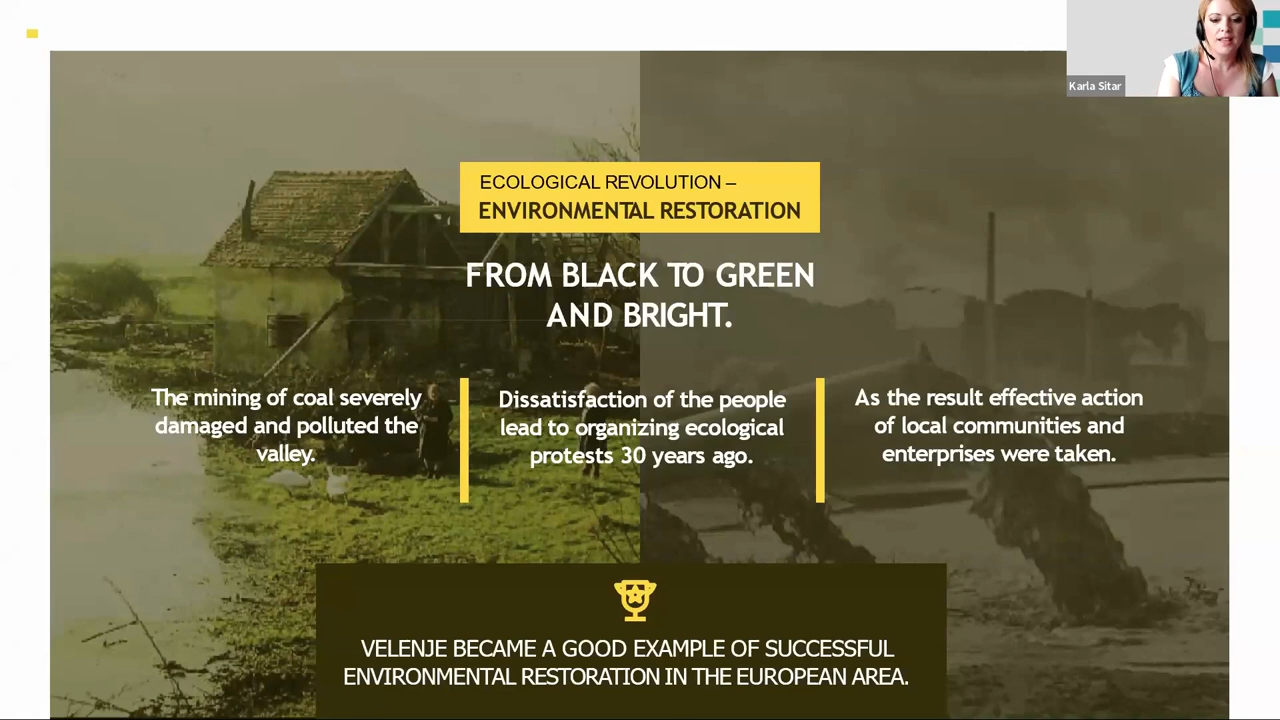 Karla Sitar
ECOLOGICAL REVOLUTION –
ENVIRONMENTAL RESTORATION
FROM BLACK TO GREEN
AND BRIGHT.
The mining of coal severely
damaged and polluted the
valley.
Dissatisfaction of the people
lead to organizing ecological
protests 30 years ago.
As the result effective action
of local communities and
enterprises were taken.
VELENJE BECAME A GOOD EXAMPLE OF SUCCESSFUL
ENVIRONMENTAL RESTORATION IN THE EUROPEAN AREA.